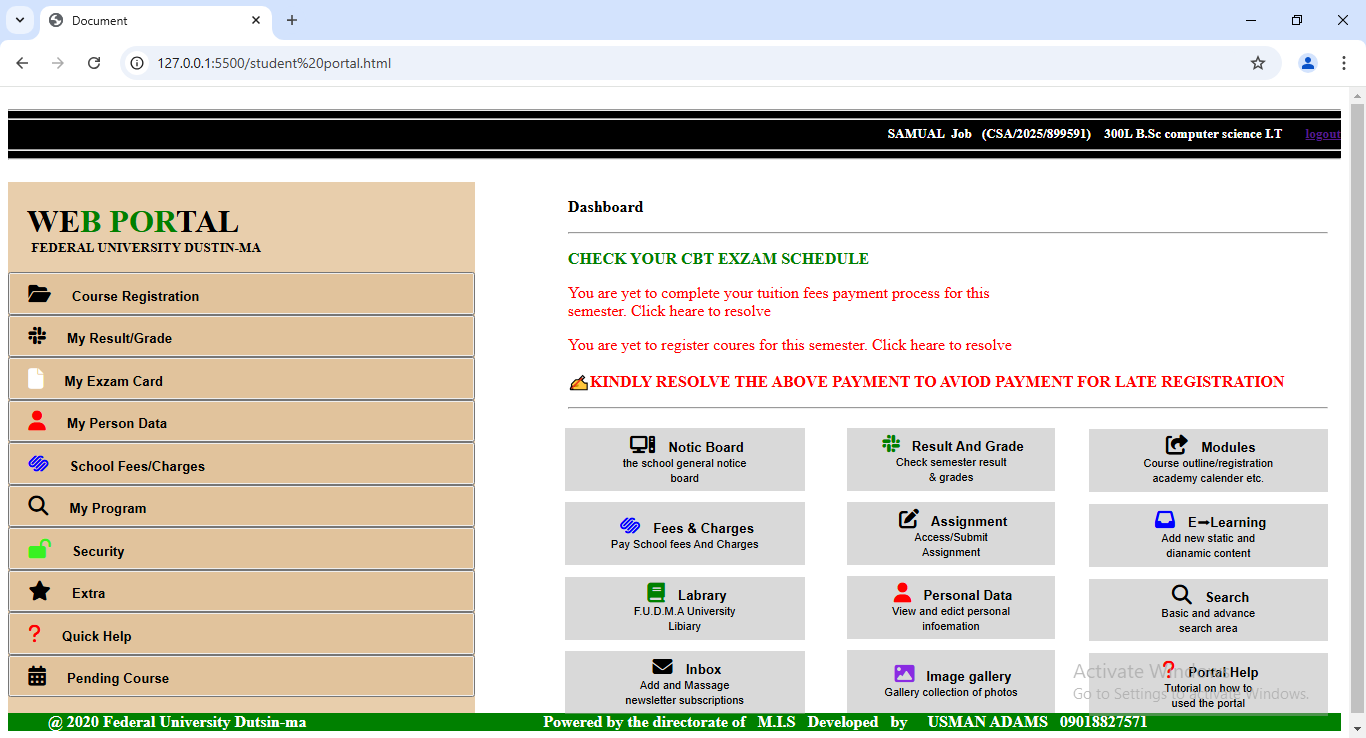 Document
127.0.0.1:5500/student%20portal.html
SAMUAL Job (CSA/2025/899591) 300L B.Sc computer science I.T logout
WEB PORTAL
FEDERAL UNIVERSITY DUSTIN-MA
Course Registration
My Result/Grade
My Exzam Card
My Person Data
School Fees/Charges
My Program
Security
Extra
Quick Help
Pending Course
Dashboard
CHECK YOUR CBT EXZAM SCHEDULE
You are yet to complete your tuition fees payment process for this
semester. Click heare to resolve
You are yet to register coures for this semester. Click heare to resolve
✍KINDLY RESOLVE THE ABOVE PAYMENT TO AVIOD PAYMENT FOR LATE REGISTRATION
Notic Board
the school general notice
board
Result And Grade
Check semester result
& grades
Modules
Course outline/registration
academy calender etc.
Fees & Charges
Pay School fees And Charges
Assignment
Access/Submit
Assignment
E➞Learning
Add new static and
dianamic content
Labrary
F.U.D.M.A University
Libiary
Personal Data
View and edict personal
infoemation
Search
Basic and advance
search area
Inbox
Add and Massage
newsletter subscriptions
Image gallery
Gallery collection of photos
Portal Help
Tutorial on how to
used the portal
Activate Windows
Go to Settings to activate Windows.
@ 2020 Federal University Dutsin-ma Powered by the directorate of M.I.S Developed by USMAN ADAMS 09018827571